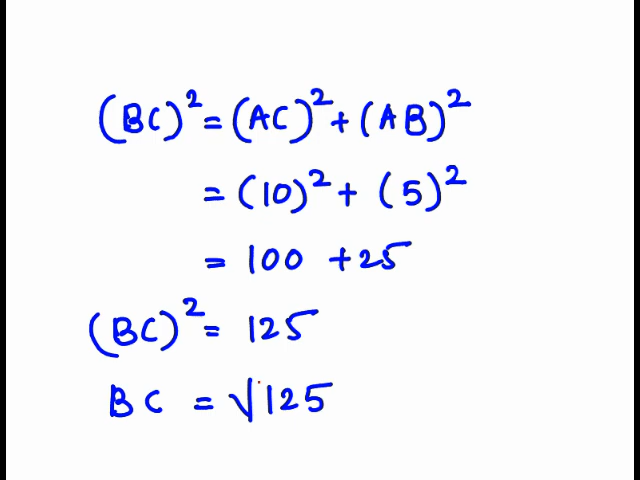 (BC)² = (AC)² + (AB)²
= (10)² + (5)²
= 100 + 25
(BC)² = 125
BC = √125